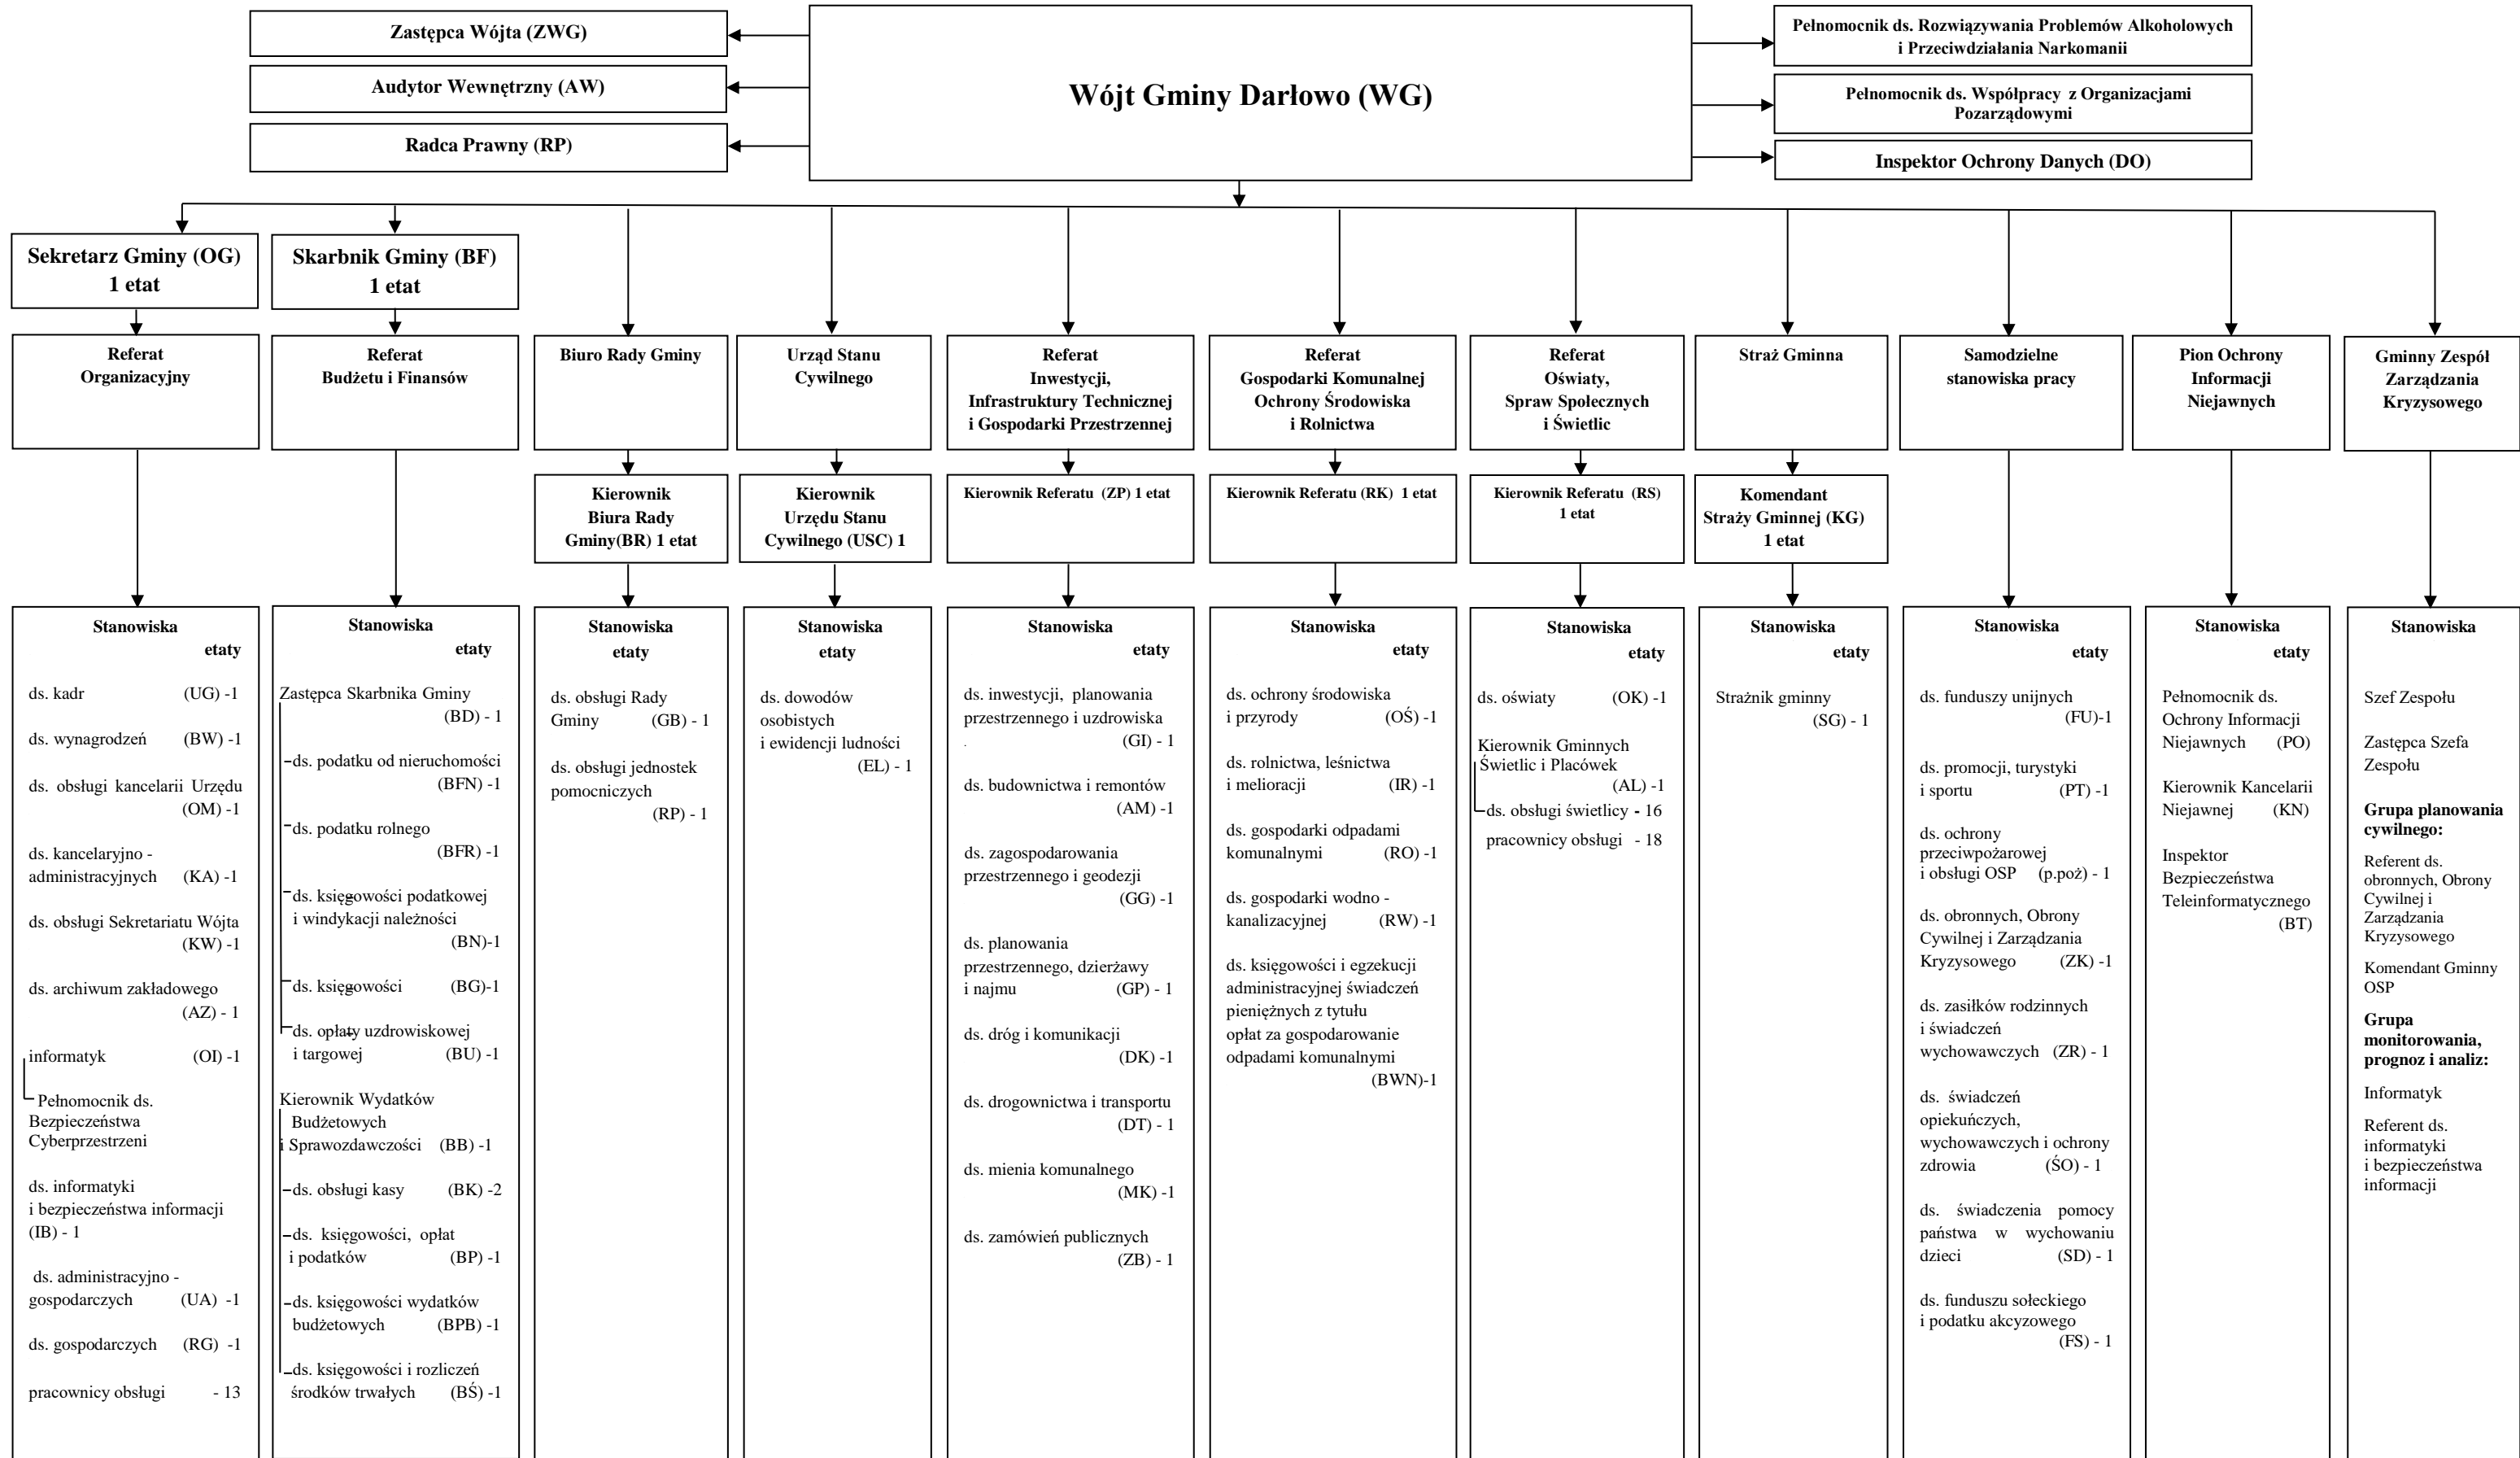 Zastępca Wójta (ZWG)
Audytor Wewnętrzny (AW)
Radca Prawny (RP)
Wójt Gminy Darłowo (WG)
Pełnomocnik ds. Rozwiązywania Problemów Alkoholowych
i Przeciwdziałania Narkomanii
Pełnomocnik ds. Współpracy z Organizacjami
Pozarządowymi
Inspektor Ochrony Danych (DO)
Sekretarz Gminy (OG)
1 etat
Skarbnik Gminy (BF)
1 etat
Referat
Organizacyjny
Referat
Budżetu i Finansów
Biuro Rady Gminy
Urząd Stanu
Cywilnego
Referat
Inwestycji,
Infrastruktury Technicznej
i Gospodarki Przestrzennej
Referat
Gospodarki Komunalnej
Ochrony Środowiska
i Rolnictwa
Referat
Oświaty,
Spraw Społecznych
i Świetlic
Straż Gminna
Samodzielne
stanowiska pracy
Pion Ochrony
Informacji
Niejawnych
Gminny Zespół
Zarządzania
Kryzysowego
Kierownik
Biura Rady
Gminy(BR) 1 etat
Kierownik
Urzędu Stanu
Cywilnego (USC) 1
Kierownik Referatu (ZP) 1 etat
Kierownik Referatu (RK) 1 etat
Kierownik Referatu (RS)
1 etat
Komendant
Straży Gminnej (KG)
1 etat
Stanowiska
etaty
ds. kadr (UG) -1
ds. wynagrodzeń (BW) -1
ds. obsługi kancelarii Urzędu
(OM) -1
ds. kancelaryjno -
administracyjnych (KA) -1
ds. obsługi Sekretariatu Wójta
(KW) -1
ds. archiwum zakładowego
(AZ) - 1
informatyk (OI) -1
Pełnomocnik ds.
Bezpieczeństwa
Cyberprzestrzeni
ds. informatyki
i bezpieczeństwa informacji
(IB) - 1
ds. administracyjno -
gospodarczych (UA) -1
ds. gospodarczych (RG) -1
pracownicy obsługi - 13
Stanowiska
etaty
Zastępca Skarbnika Gminy
(BD) - 1
ds. podatku od nieruchomości
(BFN) -1
ds. podatku rolnego
(BFR) -1
ds. księgowości podatkowej
i windykacji należności
(BN)-1
ds. księgowości (BG)-1
ds. opłaty uzdrowiskowej
i targowej (BU) -1
Kierownik Wydatków
Budżetowych
i Sprawozdawczości (BB) -1
ds. obsługi kasy (BK) -2
ds. księgowości, opłat
i podatków (BP) -1
ds. księgowości wydatków
budżetowych (BPB) -1
ds. księgowości i rozliczeń
środków trwałych (BŚ) -1
Stanowiska
etaty
ds. obsługi Rady
Gminy (GB) - 1
ds. obsługi jednostek
pomocniczych
(RP) - 1
Stanowiska
etaty
ds. dowodów
osobistych
i ewidencji ludności
(EL) - 1
Stanowiska
etaty
ds. inwestycji, planowania
przestrzennego i uzdrowiska
. (GI) - 1
ds. budownictwa i remontów
(AM) -1
ds. zagospodarowania
przestrzennego i geodezji
(GG) -1
ds. planowania
przestrzennego, dzierżawy
i najmu (GP) - 1
ds. dróg i komunikacji
(DK) -1
ds. drogownictwa i transportu
(DT) - 1
ds. mienia komunalnego
(MK) -1
ds. zamówień publicznych
(ZB) - 1
Stanowiska
etaty
ds. ochrony środowiska
i przyrody (OŚ) -1
ds. rolnictwa, leśnictwa
i melioracji (IR) -1
ds. gospodarki odpadami
komunalnymi (RO) -1
ds. gospodarki wodno -
kanalizacyjnej (RW) -1
ds. księgowości i egzekucji
administracyjnej świadczeń
pieniężnych z tytułu
opłat za gospodarowanie
odpadami komunalnymi
(BWN)-1
Stanowiska
etaty
ds. oświaty (OK) -1
Kierownik Gminnych
Świetlic i Placówek
(AL) -1
ds. obsługi świetlicy - 16
pracownicy obsługi - 18
Stanowiska
etaty
Strażnik gminny
(SG) - 1
Stanowiska
etaty
ds. funduszy unijnych
(FU)-1
ds. promocji, turystyki
i sportu (PT) -1
ds. ochrony
przeciwpożarowej
i obsługi OSP (p.poż) - 1
ds. obronnych, Obrony
Cywilnej i Zarządzania
Kryzysowego (ZK) -1
ds. zasiłków rodzinnych
i świadczeń
wychowawczych (ZR) - 1
ds. świadczeń
opiekuńczych,
wychowawczych i ochrony
zdrowia (ŚO) - 1
ds. świadczenia pomocy
państwa w wychowaniu
dzieci (SD) - 1
ds. funduszu sołeckiego
i podatku akcyzowego
(FS) - 1
Stanowiska
etaty
Pełnomocnik ds.
Ochrony Informacji
Niejawnych (PO)
Kierownik Kancelarii
Niejawnej (KN)
Inspektor
Bezpieczeństwa
Teleinformatycznego
(BT)
Stanowiska
Szef Zespołu
Zastępca Szefa
Zespołu
Grupa planowania
cywilnego:
Referent ds.
obronnych, Obrony
Cywilnej i
Zarządzania
Kryzysowego
Komendant Gminny
OSP
Grupa
monitorowania,
prognoz i analiz:
Informatyk
Referent ds.
informatyki
i bezpieczeństwa
informacji